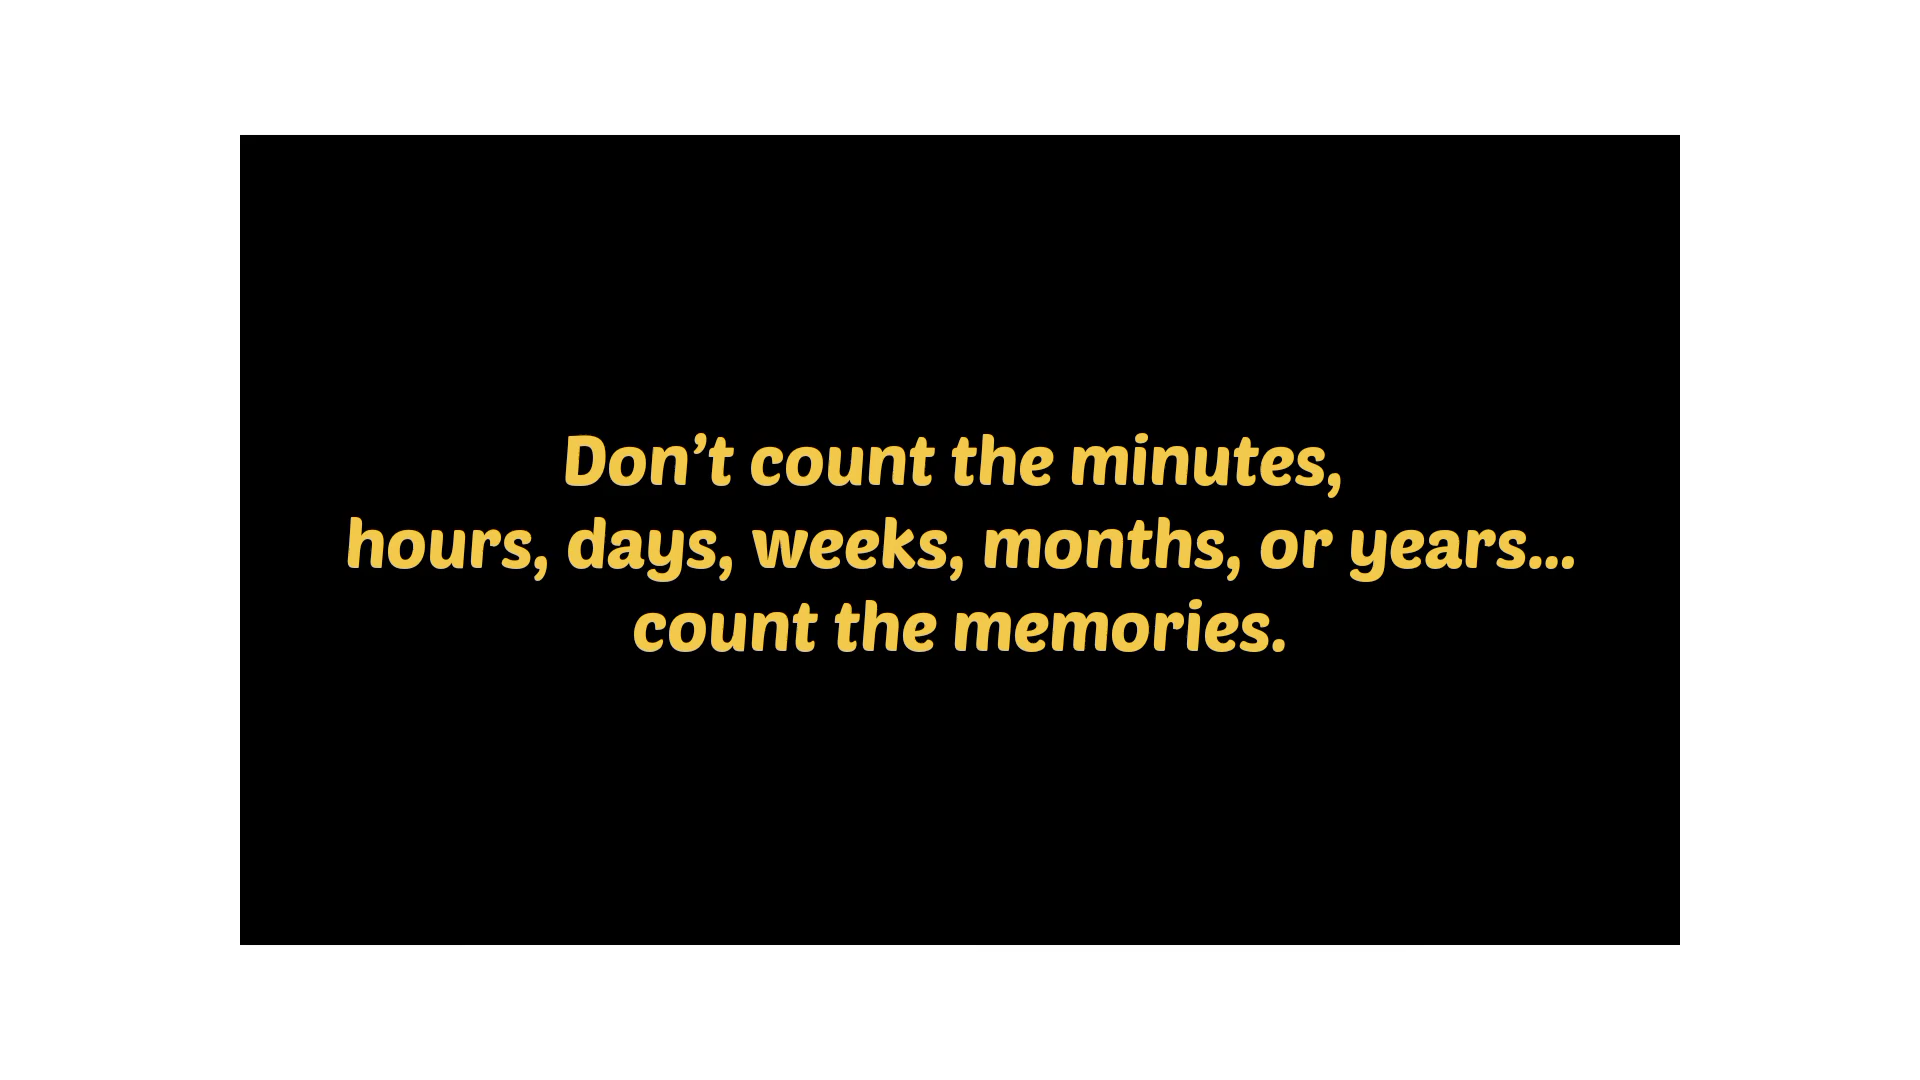 Don’t count the minutes,
hours, days, weeks, months, or years...
count the memories.